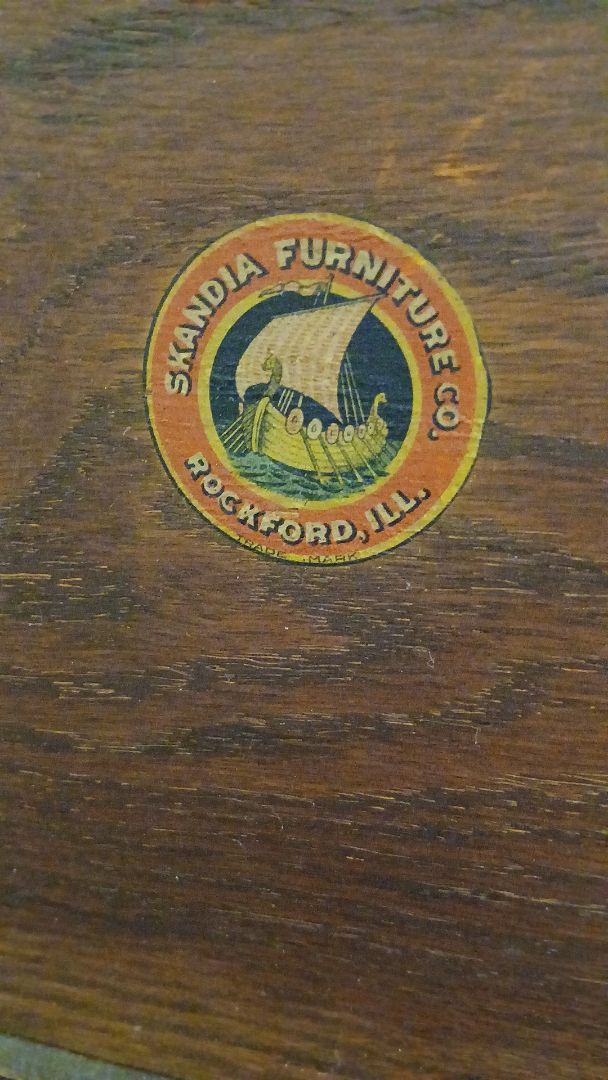 SKANDIA FURNITURE CO,
ROCKFORD, ILL.,
TRADE MARK